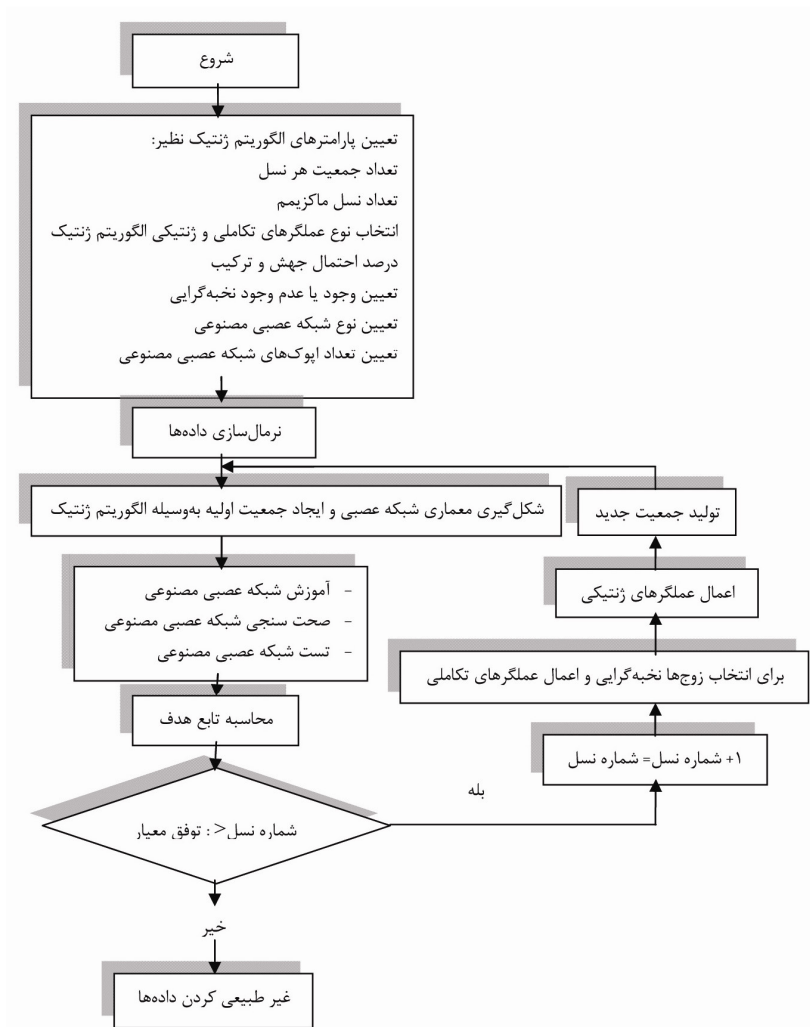 شروع
تعیین پارامترهای الگوریتم ژنتیک نظیر:
تعداد جمعیت هر نسل
تعداد نسل ماکزیمم
انتخاب نوع عملگرهای تکاملی و ژنتیکی الگوریتم ژنتیک
درصد احتمال جهش و ترکیب
تعیین وجود یا عدم وجود نخبه‌گرایی
تعیین نوع شبکه عصبی مصنوعی
تعیین تعداد اپوک‌های شبکه عصبی مصنوعی
نرمال‌سازی داده‌ها
شکل‌گیری معماری شبکه عصبی و ایجاد جمعیت اولیه به‌وسیله الگوریتم ژنتیک
- آموزش شبکه عصبی مصنوعی
- صحت سنجی شبکه عصبی مصنوعی
- تست شبکه عصبی مصنوعی
محاسبه تابع هدف
شماره نسل< : توفق معیار
بله
۱+ شماره نسل= شماره نسل
برای انتخاب زوج‌ها نخبه‌گرایی و اعمال عملگرهای تکاملی
اعمال عملگرهای ژنتیکی
تولید جمعیت جدید
خیر
غیر طبیعی کردن داده‌ها